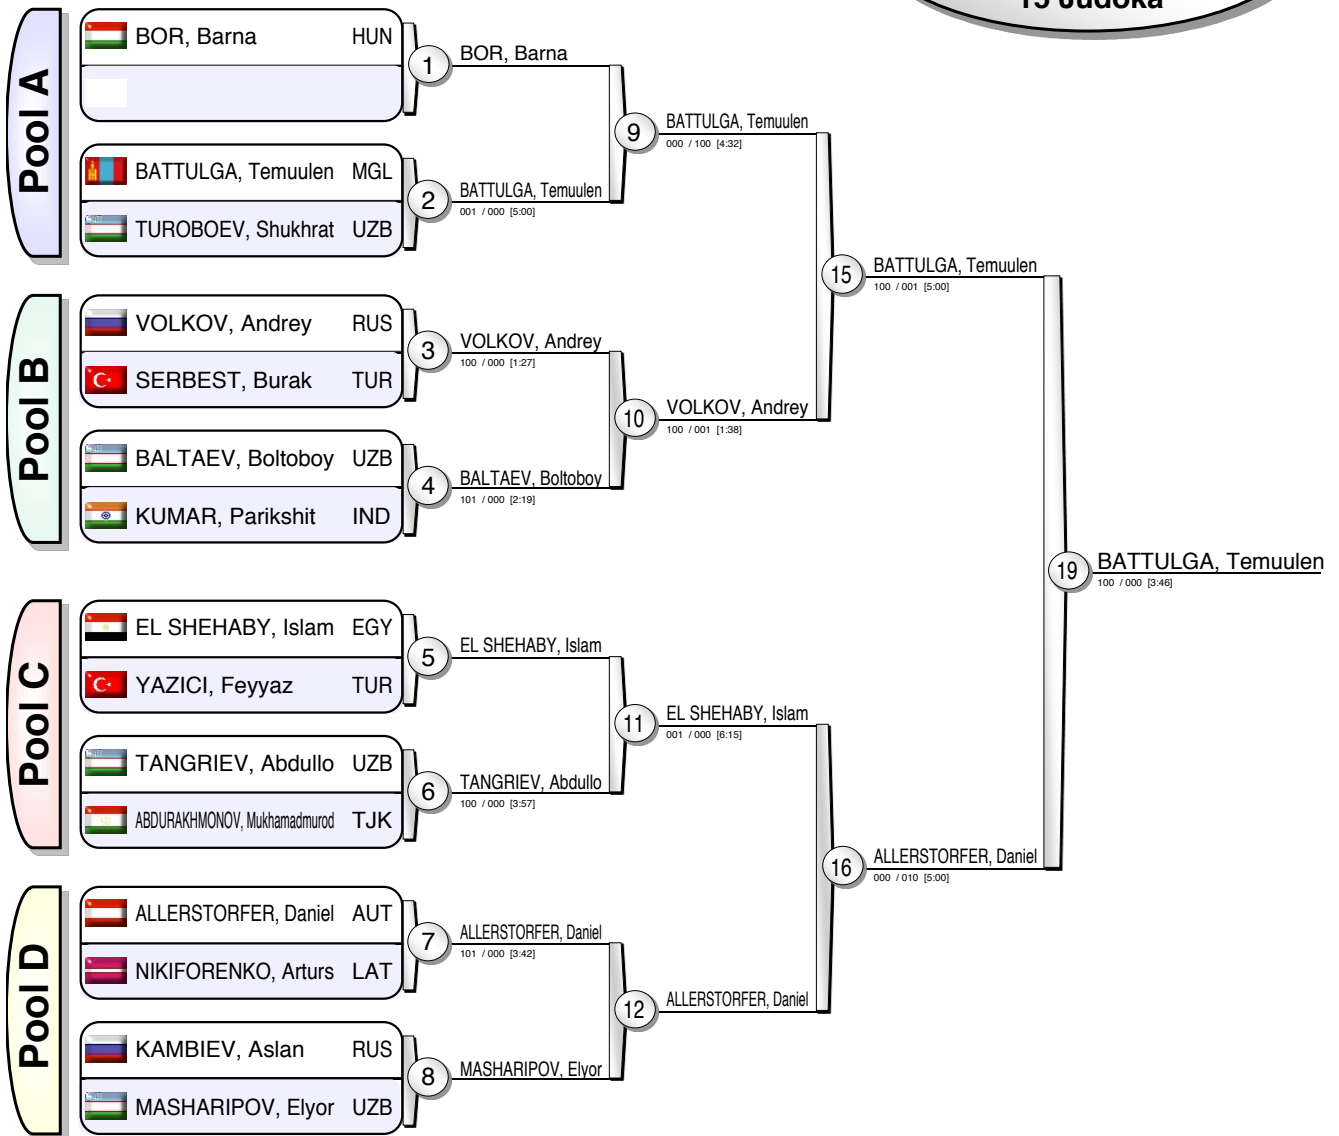 15 Judoka
Pool A
BOR, Barna HUN
1
BOR, Barna
BATTULGA, Temuulen MGL
TUROBOEV, Shukhrat UZB
2
BATTULGA, Temuulen
001 / 000 [5:00]
9
BATTULGA, Temuulen
000 / 100 [4:32]
Pool B
VOLKOV, Andrey RUS
SERBEST, Burak TUR
3
VOLKOV, Andrey
100 / 000 [1:27]
BALTAEV, Boltoboy UZB
KUMAR, Parikshit IND
4
BALTAEV, Boltoboy
101 / 000 [2:19]
10
VOLKOV, Andrey
100 / 001 [1:38]
15
BATTULGA, Temuulen
100 / 001 [5:00]
Pool C
EL SHEHABY, Islam EGY
YAZICI, Feyyaz TUR
5
EL SHEHABY, Islam
TANGRIEV, Abdullo UZB
ABDURAKHMONOV, Mukhamadmurod TJK
6
TANGRIEV, Abdullo
100 / 000 [3:57]
11
EL SHEHABY, Islam
001 / 000 [6:15]
Pool D
ALLERSTORFER, Daniel AUT
NIKIFORENKO, Arturs LAT
7
ALLERSTORFER, Daniel
101 / 000 [3:42]
KAMBIEV, Aslan RUS
MASHARIPOV, Elyor UZB
8
MASHARIPOV, Elyor
12
ALLERSTORFER, Daniel
16
ALLERSTORFER, Daniel
000 / 010 [5:00]
19
BATTULGA, Temuulen
100 / 000 [3:46]